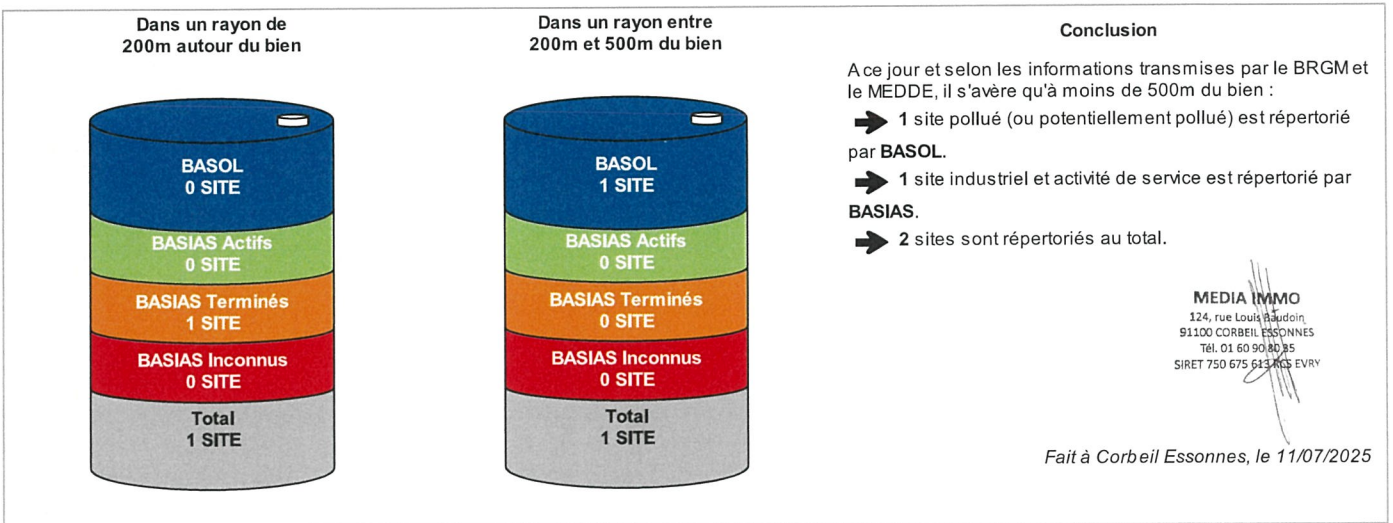 Dans un rayon de
200m autour du bien
BASOL
0 SITE
BASIAS Actifs
0 SITE
BASIAS Terminés
1 SITE
BASIAS Inconnus
0 SITE
Total
1 SITE
Dans un rayon entre
200m et 500m du bien
BASOL
1 SITE
BASIAS Actifs
0 SITE
BASIAS Terminés
0 SITE
BASIAS Inconnus
0 SITE
Total
1 SITE
Conclusion
A ce jour et selon les informations transmises par le BRGM et
le MEDDE, il s'avère qu'à moins de 500m du bien :
1 site pollué (ou potentiellement pollué) est répertorié
par BASOL.
1 site industriel et activité de service est répertorié par
BASIAS.
2 sites sont répertoriés au total.
MEDIA IMMO
124, rue Louis Baudoin
91100 CORBEIL ESSONNES
Tél. 01 60 90 80 85
SIRET 750 675 613 RCS EVRY
Fait à Corbeil Essonnes, le 11/07/2025